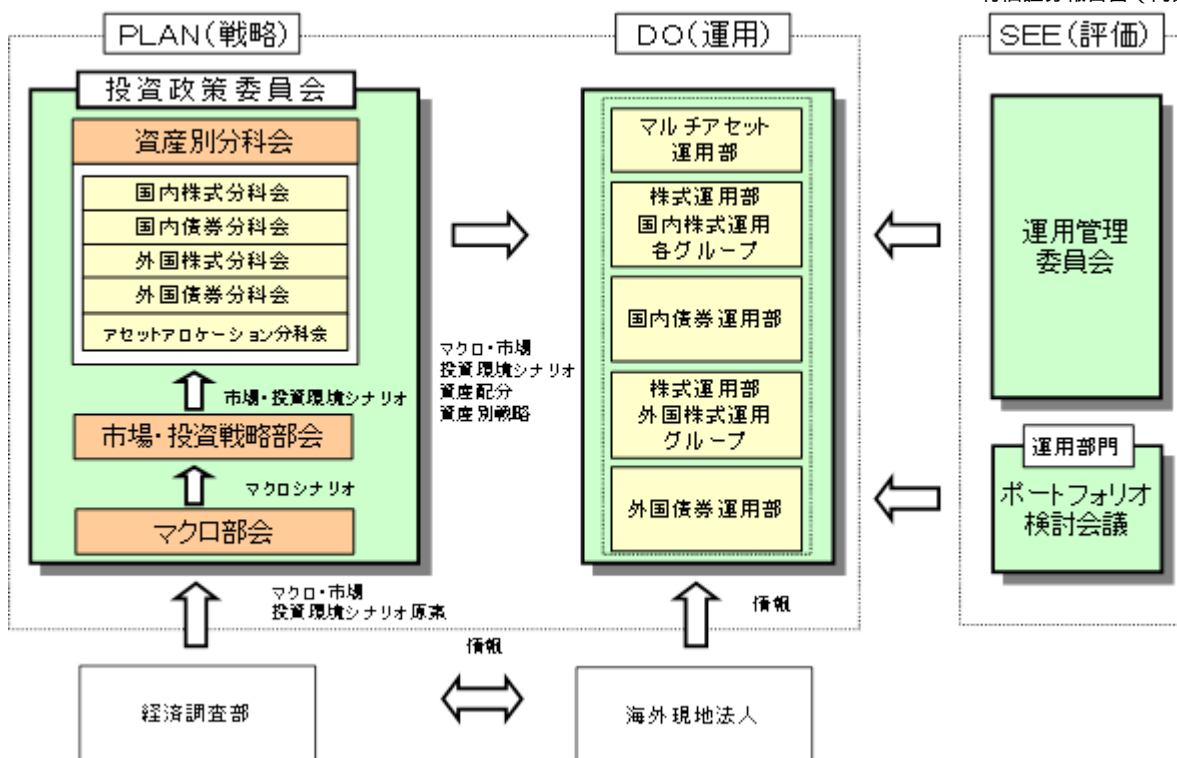 PLAN(戦略)
DO(運用)
SEE(評価)
投資政策委員会
資産別分科会
国内株式分科会
国内債券分科会
外国株式分科会
外国債券分科会
アセットアロケーション分科会
市場・投資環境シナリオ
市場・投資戦略部会
マクロシナリオ
マクロ部会
マクロ・市場
投資環境シナリオ
資産配分
資産別戦略
マルチアセット
運用部
株式運用部
国内株式運用
各グループ
国内債券運用部
株式運用部
外国株式運用
グループ
外国債券運用部
運用管理
委員会
運用部門
ポートフォリオ
検討会議
マクロ・市場
投資環境シナリオ原案
情報
情報
経済調査部
海外現地法人